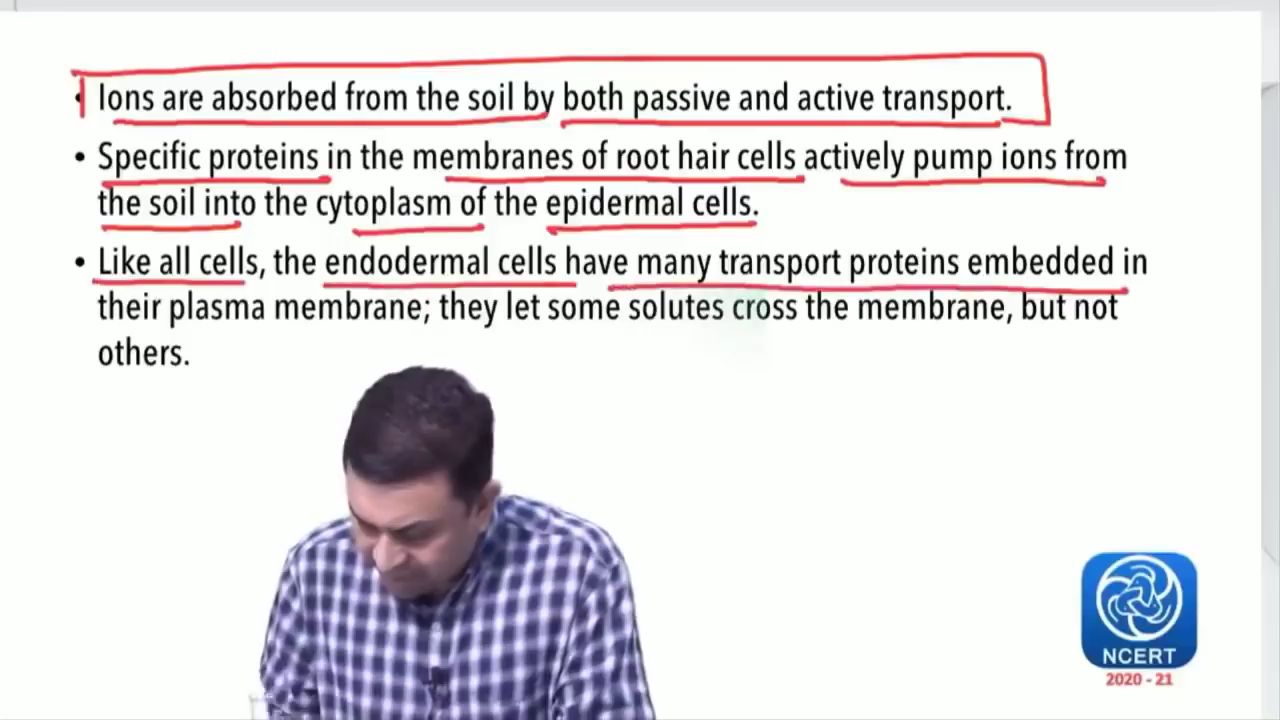 • Ions are absorbed from the soil by both passive and active transport.
• Specific proteins in the membranes of root hair cells actively pump ions from
the soil into the cytoplasm of the epidermal cells.
• Like all cells, the endodermal cells have many transport proteins embedded in
their plasma membrane; they let some solutes cross the membrane, but not
others.
NCERT
2020 - 21